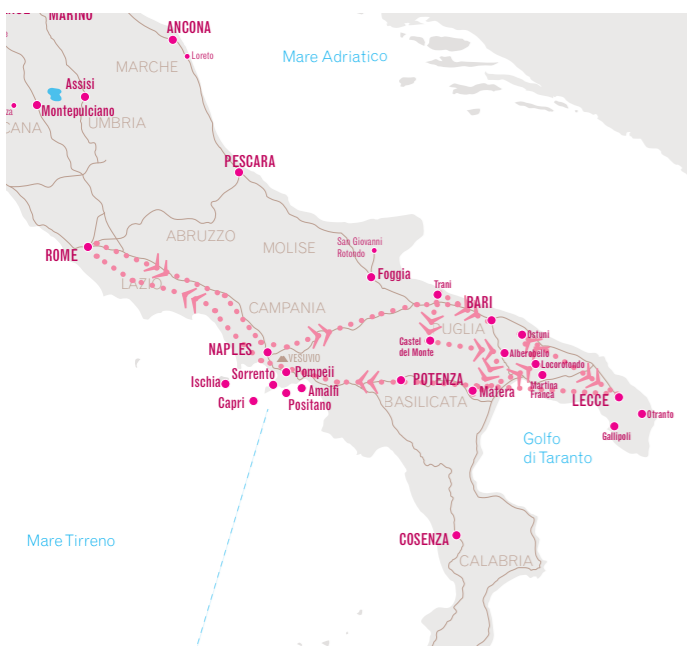 MARINO
ANCONA
Loreto
MARCHE
Mare Adriatico
Assisi
Montepulciano
CANA
UMBRIA
PESCARA
ABRUZZO
MOLISE
San Giovanni
Rotondo
ROME
Foggia
LAZIO
Trani
CAMPANIA
BARI
UGLIA
Ostuni
NAPLES
VESUVIO
Castel
del Monte
Alberobello
Locorotondo
Ischia
Sorrento
Pompeii
POTENZA
Martina
Franca
Capri
Amalfi
Positano
BASILICATA
Matera
LECCE
Otranto
Gallipoli
Golfo
di Taranto
Mare Tirreno
COSENZA
CALABRIA